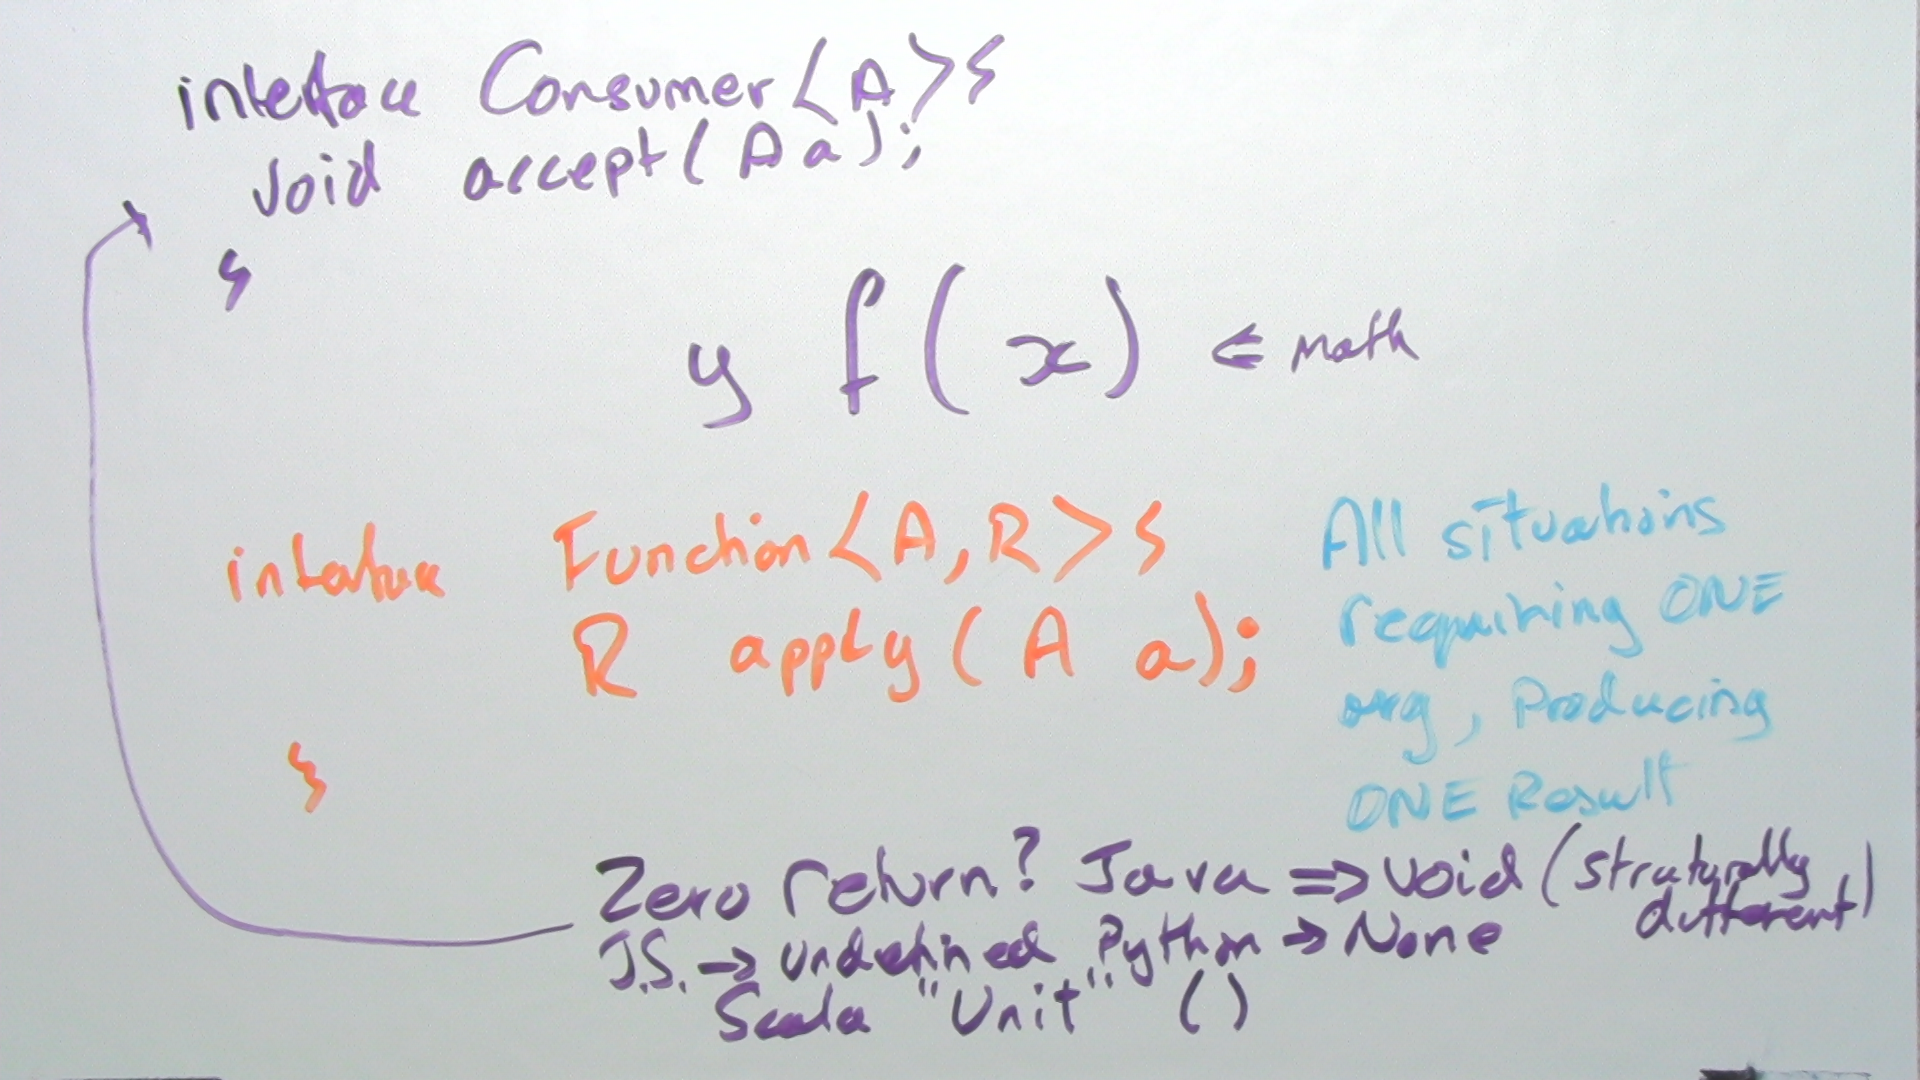 interface Consumer<A>{
void accept(A a);
}
y f(x) ⇐ math
interface Function<A,R>{
R apply(A a);
}
All situations
requiring ONE
arg, Producing
ONE Result
Zero return? Java => void (structurally
different)
J.S. -> undefined Python -> None
Scala "Unit" ()